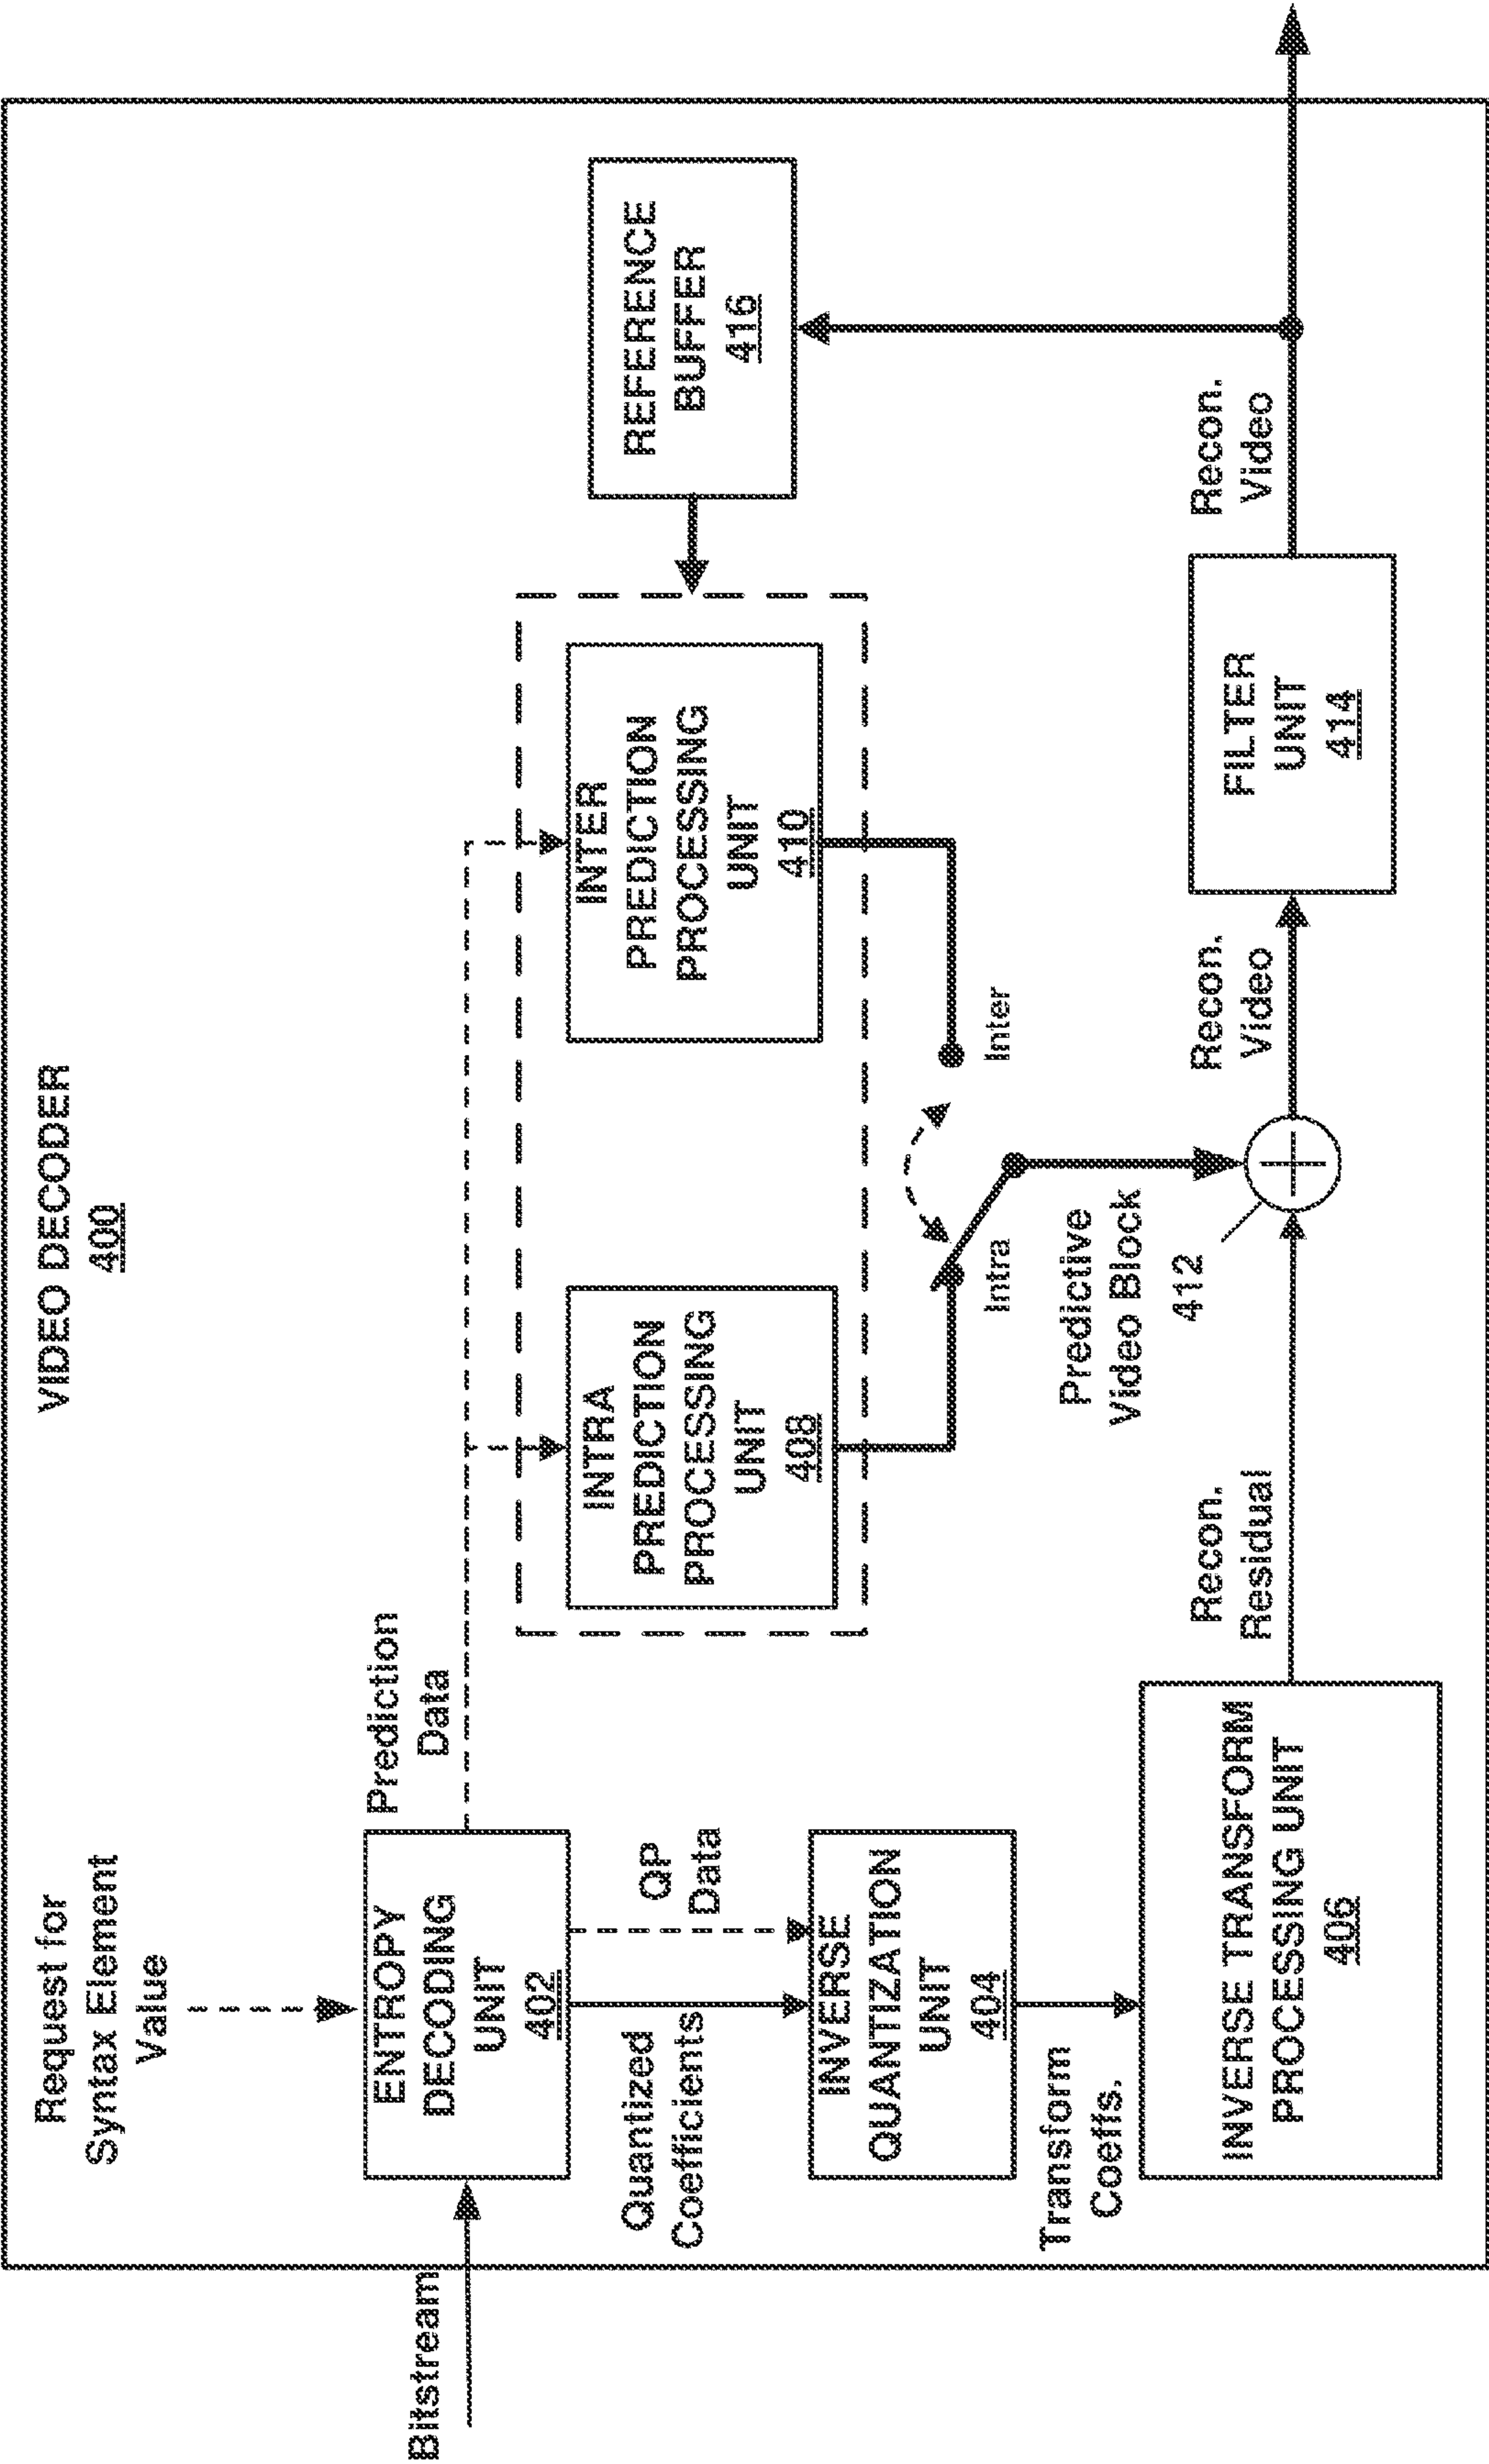 VIDEO DECODER
400
Request for
Syntax Element
Value
Bitstream
ENTROPY
DECODING
UNIT
402
Prediction
Data
QP
Data
Quantized
Coefficients
INVERSE
QUANTIZATION
UNIT
404
Transform
Coeffs.
INVERSE TRANSFORM
PROCESSING UNIT
406
INTRA
PREDICTION
PROCESSING
UNIT
408
INTER
PREDICTION
PROCESSING
UNIT
410
REFERENCE
BUFFER
416
Intra
Inter
Predictive
Video Block
412
Recon.
Residual
Recon.
Video
FILTER
UNIT
414
Recon.
Video